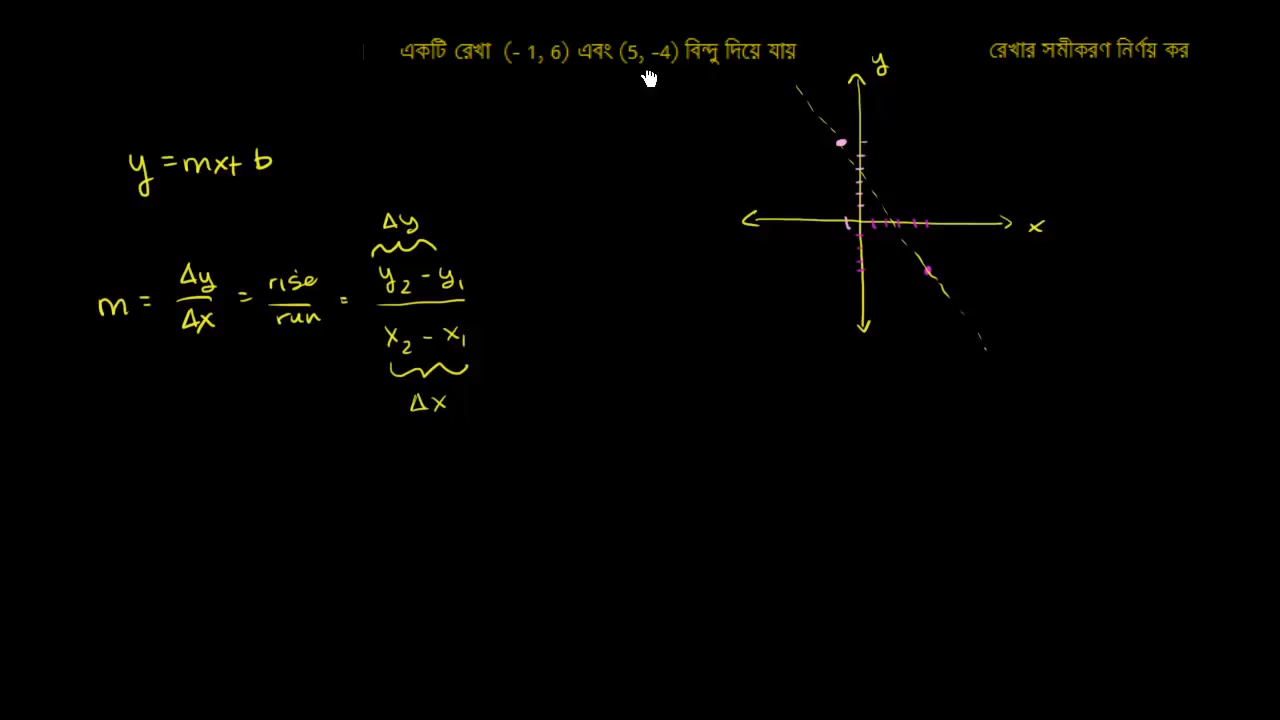 একটি রেখা (- 1, 6) এবং (5, -4) বিন্দু দিয়ে যায় রেখার সমীকরণ নির্ণয় কর
y
y = mx + b
x
Δy
m = Δy/Δx = rise/run = y₂ - y₁/x₂ - x₁
Δx